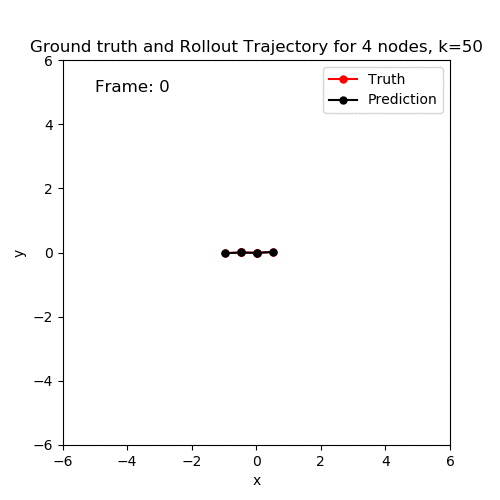 Ground truth and Rollout Trajectory for 4 nodes, k=50
Frame: 0
Truth
Prediction
6
4
2
0
−2
−4
−6
y
−6
−4
−2
0
2
4
6
x